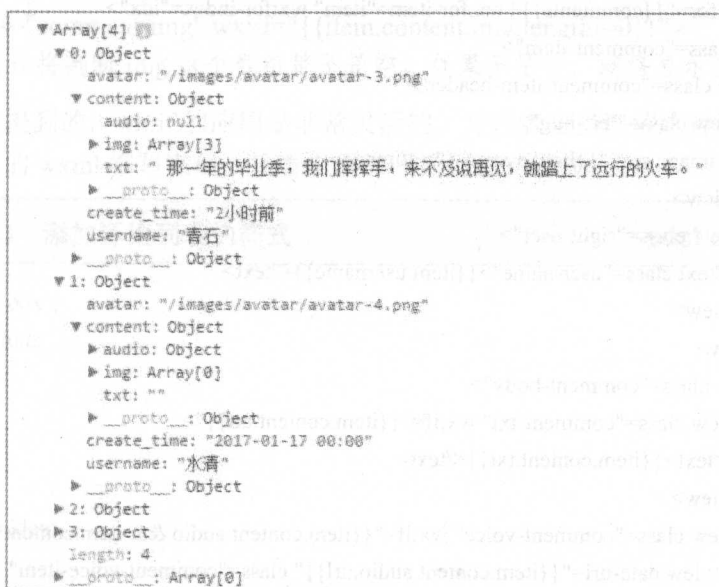 ▼Array[4]
▼0: Object
avatar: "/images/avatar/avatar-3.png"
▼content: Object
audio: null
▶img: Array[3]
txt: " 那一年的毕业季，我们挥挥手，来不及说再见，就踏上了远行的火车。"
▶__proto__: Object
create_time: "2小时前"
username: "青石"
▶__proto__: Object
▼1: Object
avatar: "/images/avatar/avatar-4.png"
▼content: Object
▶audio: Object
▶img: Array[0]
txt: ""
▶__proto__: Object
create_time: "2017-01-17 00:00"
username: "水清"
▶__proto__: Object
▶2: Object
▶3: Object
length: 4
▶__proto__: Array[0]